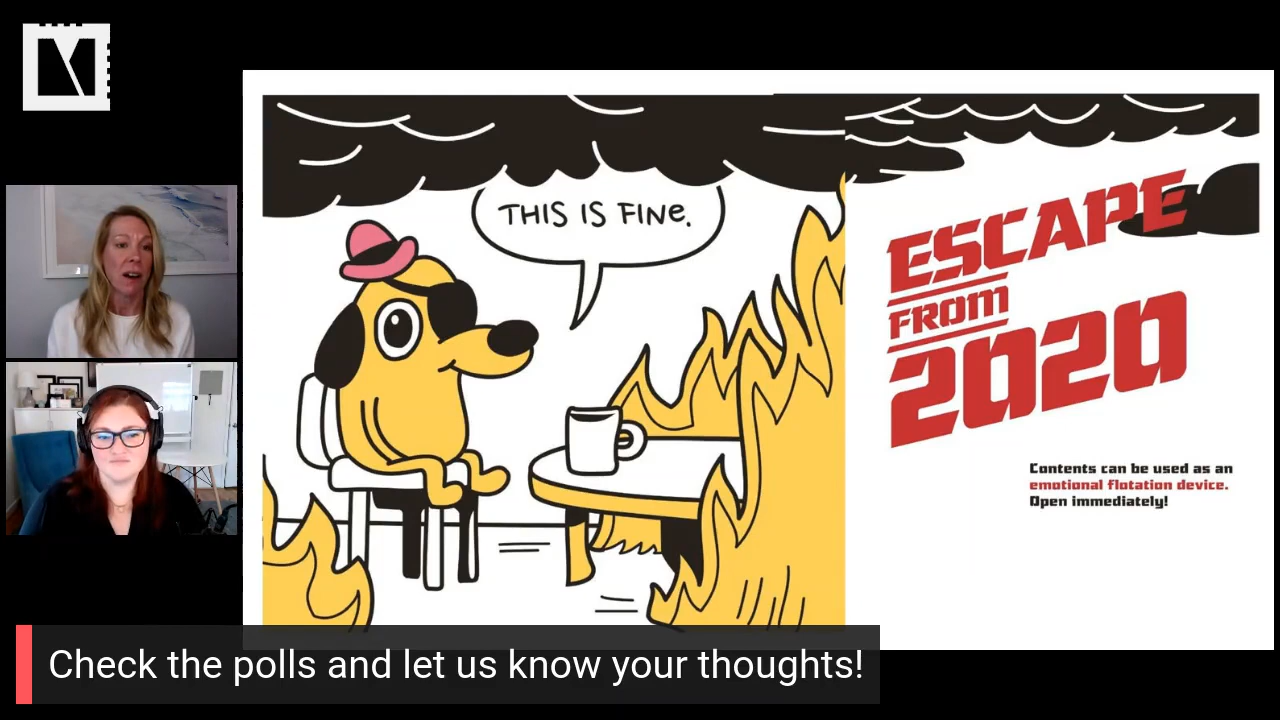 THIS IS FINE.
ESCAPE
FROM
2020
Contents can be used as an
emotional flotation device.
Open immediately!
Check the polls and let us know your thoughts!